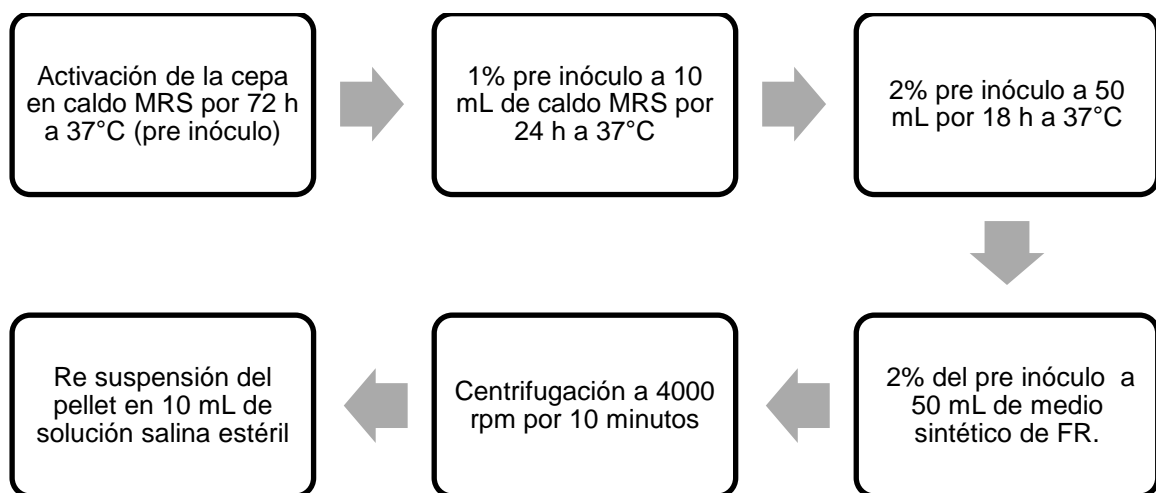 Activación de la cepa
en caldo MRS por 72 h
a 37°C (pre inóculo)
1% pre inóculo a 10
mL de caldo MRS por
24 h a 37°C
2% pre inóculo a 50
mL por 18 h a 37°C
2% del pre inóculo a
50 mL de medio
sintético de FR.
Centrifugación a 4000
rpm por 10 minutos
Re suspensión del
pellet en 10 mL de
solución salina estéril